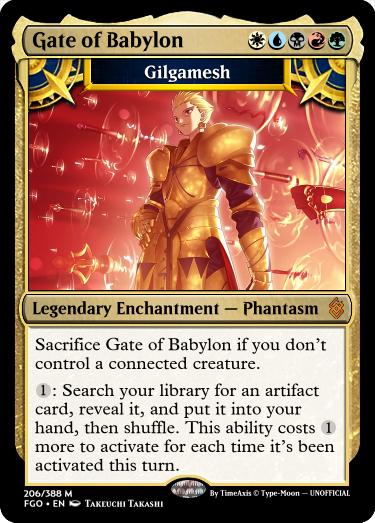 Gate of Babylon
Gilgamesh
Legendary Enchantment — Phantasm
Sacrifice Gate of Babylon if you don't
control a connected creature.
1: Search your library for an artifact
card, reveal it, and put it into your
hand, then shuffle. This ability costs 1
more to activate for each time it's been
activated this turn.
206/388 M
FGO • EN TAKEUCHI TAKASHI
By TimeAxis © Type-Moon — UNOFFICIAL